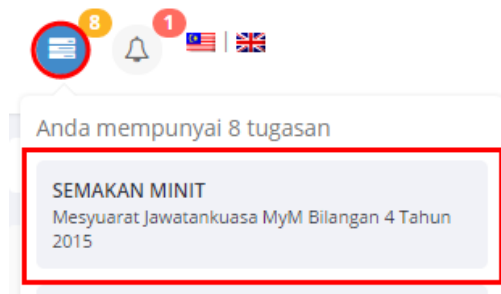 8
1
|
Anda mempunyai 8 tugasan
SEMAKAN MINIT
Mesyuarat Jawatankuasa MyM Bilangan 4 Tahun
2015